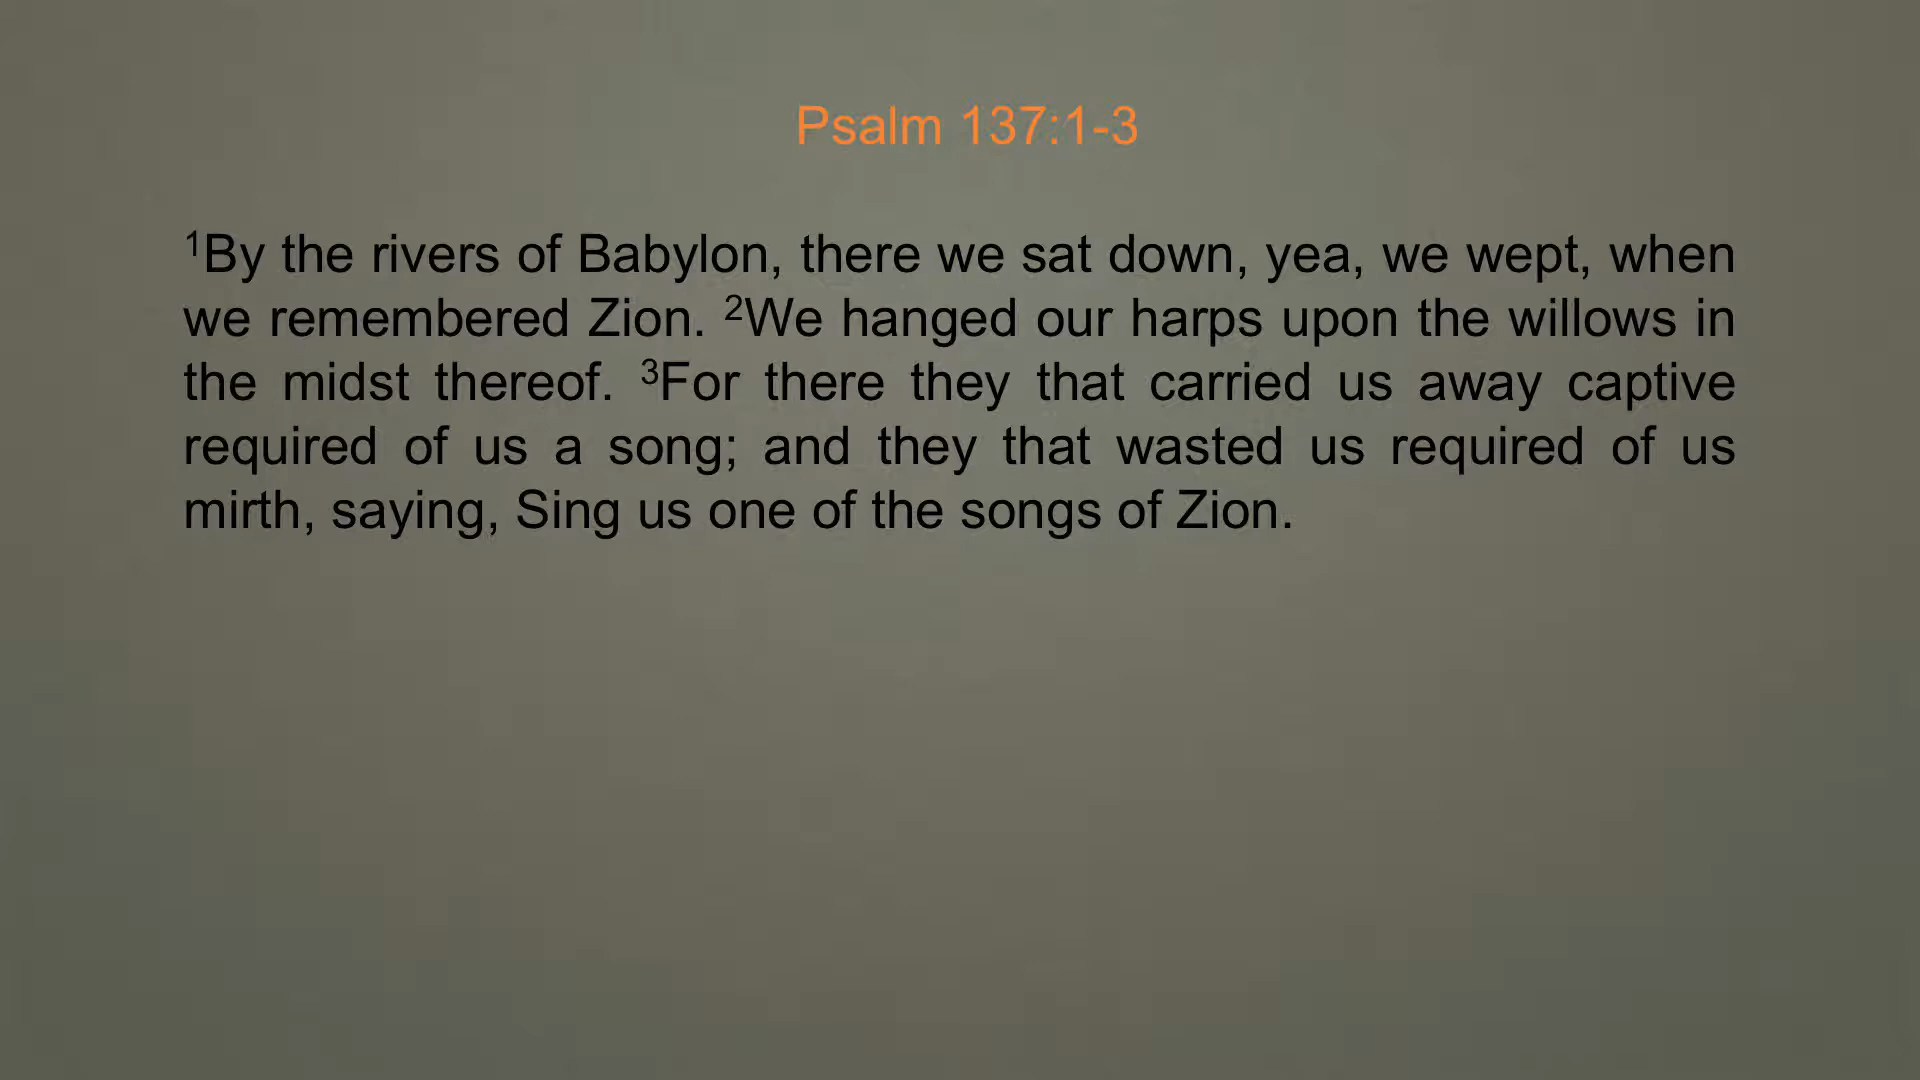 Psalm 137:1-3
¹By the rivers of Babylon, there we sat down, yea, we wept, when
we remembered Zion. ²We hanged our harps upon the willows in
the midst thereof. ³For there they that carried us away captive
required of us a song; and they that wasted us required of us
mirth, saying, Sing us one of the songs of Zion.